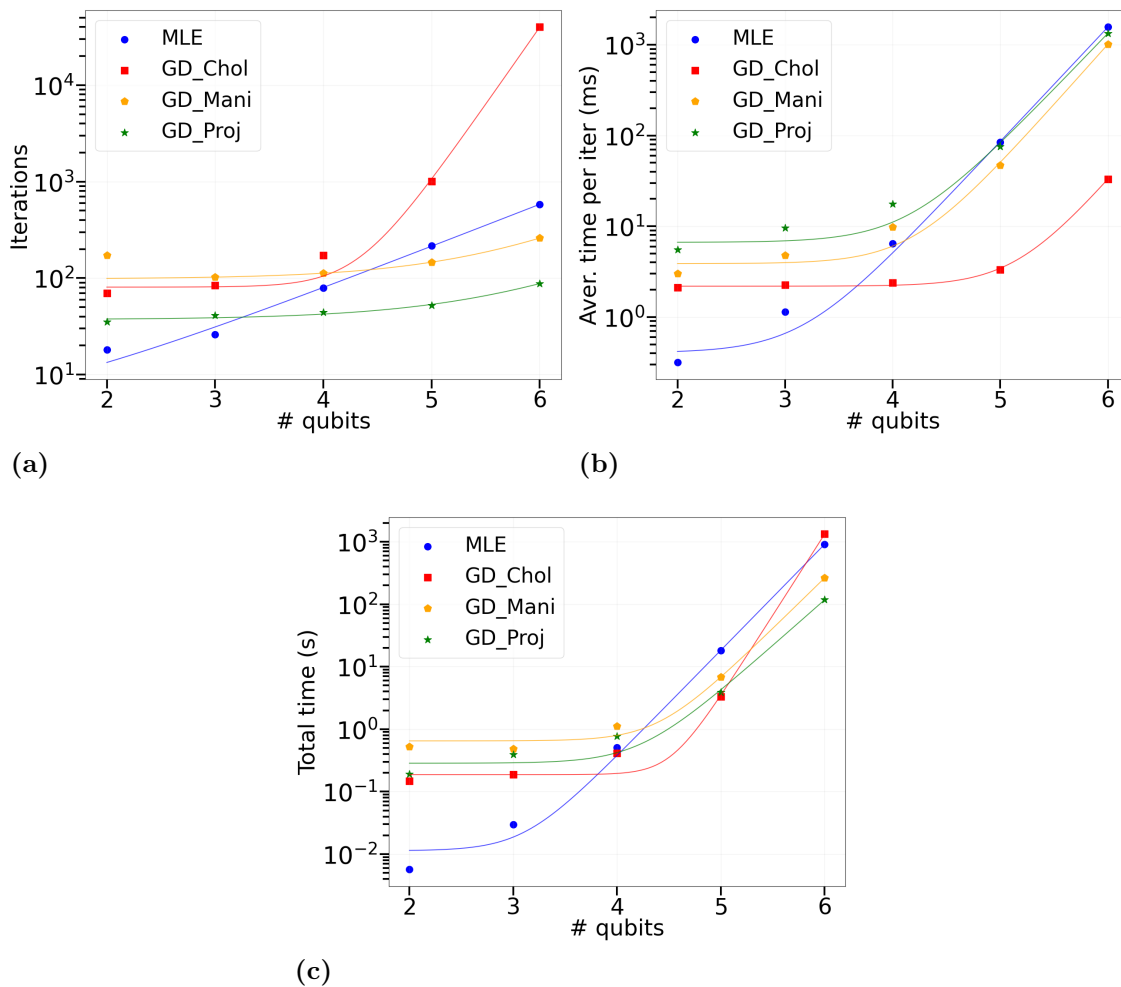 MLE
GD_Chol
GD_Mani
GD_Proj
10^4
10^3
10^2
10^1
Iterations
2 3 4 5 6
# qubits
(a)
MLE
GD_Chol
GD_Mani
GD_Proj
10^3
10^2
10^1
10^0
Aver. time per iter (ms)
2 3 4 5 6
# qubits
(b)
MLE
GD_Chol
GD_Mani
GD_Proj
10^3
10^2
10^1
10^0
10^−1
10^−2
Total time (s)
2 3 4 5 6
# qubits
(c)